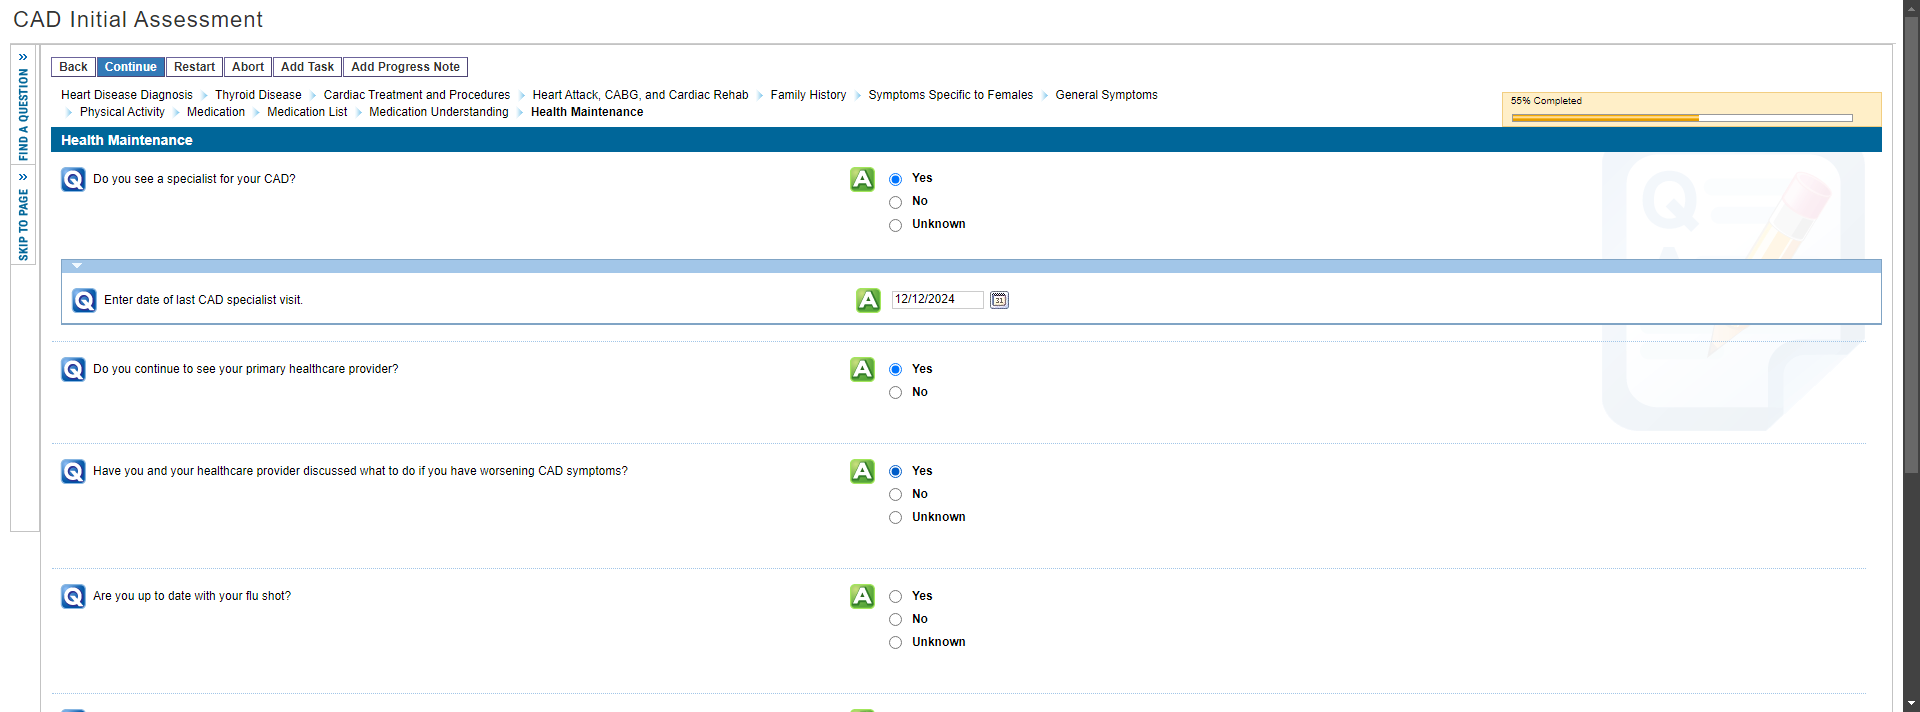 CAD Initial Assessment
Back Continue Restart Abort Add Task Add Progress Note
Heart Disease Diagnosis Thyroid Disease Cardiac Treatment and Procedures Heart Attack, CABG, and Cardiac Rehab Family History Symptoms Specific to Females General Symptoms
Physical Activity Medication Medication List Medication Understanding Health Maintenance
55% Completed
» FIND A QUESTION
» SKIP TO PAGE
Health Maintenance
Q Do you see a specialist for your CAD? A Yes
No
Unknown
Q Enter date of last CAD specialist visit. A 12/12/2024 31
Q Do you continue to see your primary healthcare provider? A Yes
No
Q Have you and your healthcare provider discussed what to do if you have worsening CAD symptoms? A Yes
No
Unknown
Q Are you up to date with your flu shot? A Yes
No
Unknown